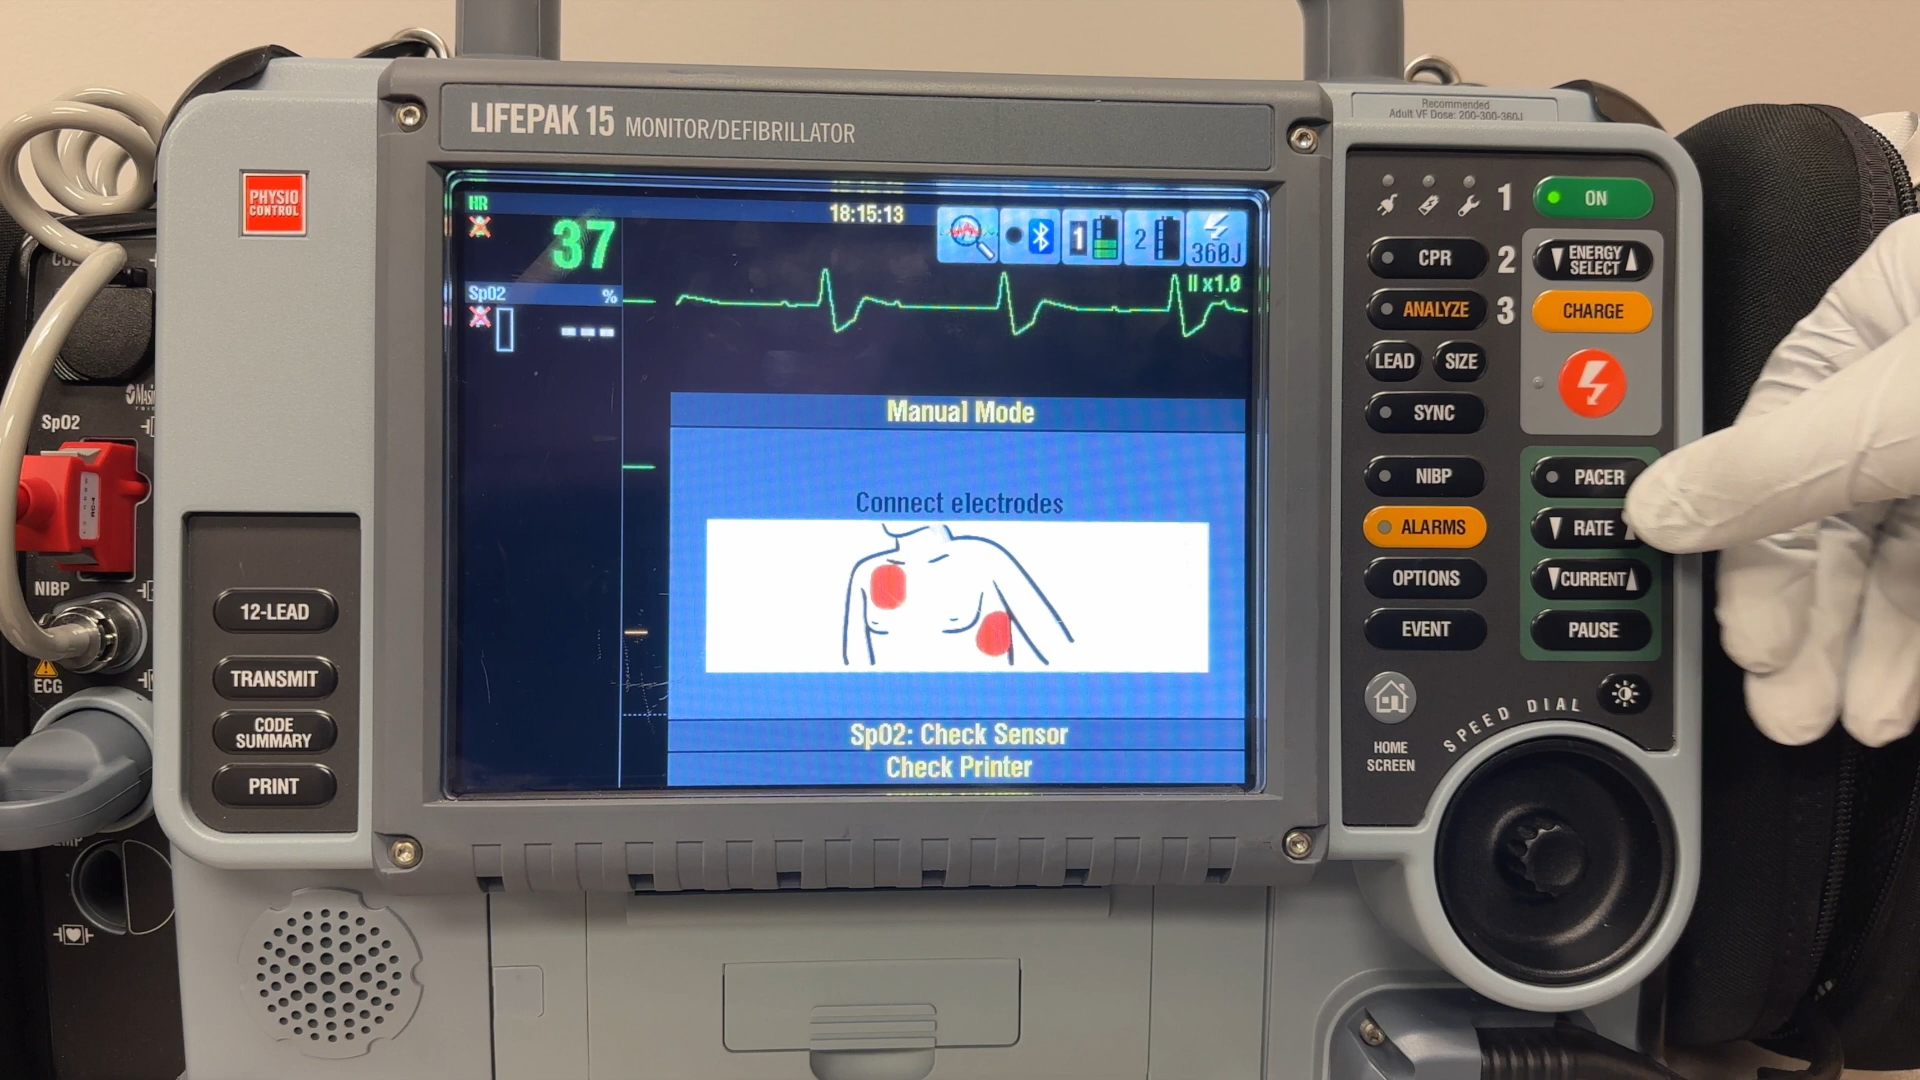 LIFEPAK 15 MONITOR/DEFIBRILLATOR
Recommended
Adult VF Dose: 200-300-360J
PHYSIO
CONTROL
HR
37
18:15:13
1
2
360J
SpO2 %
---
II x1.0
Manual Mode
Connect electrodes
SpO2: Check Sensor
Check Printer
SpO2
NIBP
ECG
12-LEAD
TRANSMIT
CODE
SUMMARY
PRINT
1 ON
CPR 2 ENERGY
SELECT
ANALYZE 3 CHARGE
LEAD SIZE
SYNC
NIBP PACER
ALARMS RATE
OPTIONS CURRENT
EVENT PAUSE
SPEED DIAL
HOME
SCREEN